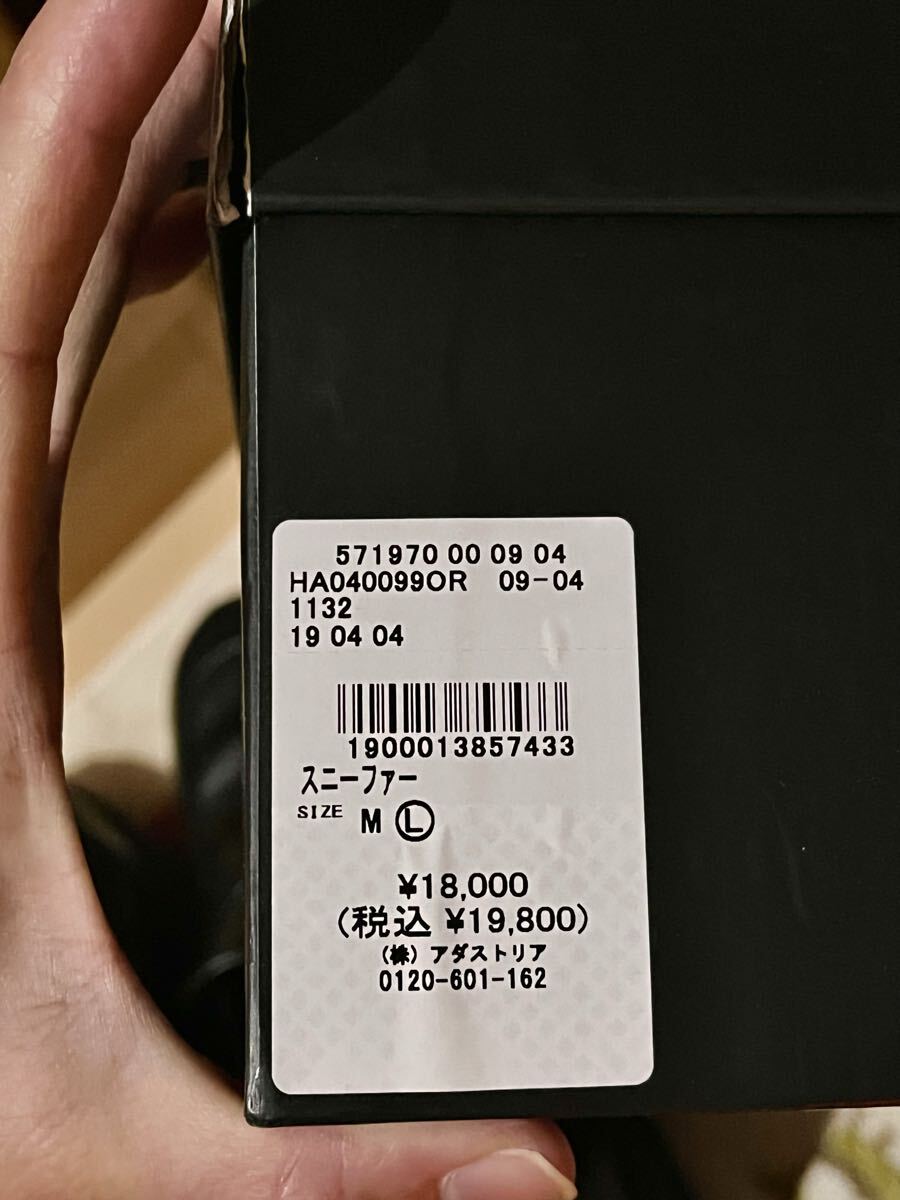 571970 00 09 04
HA040099OR 09-04
1132
19 04 04
1900013857433
スニーファー
SIZE M Ⓛ
¥18,000
(税込 ¥19,800)
(株) アダストリア
0120-601-162